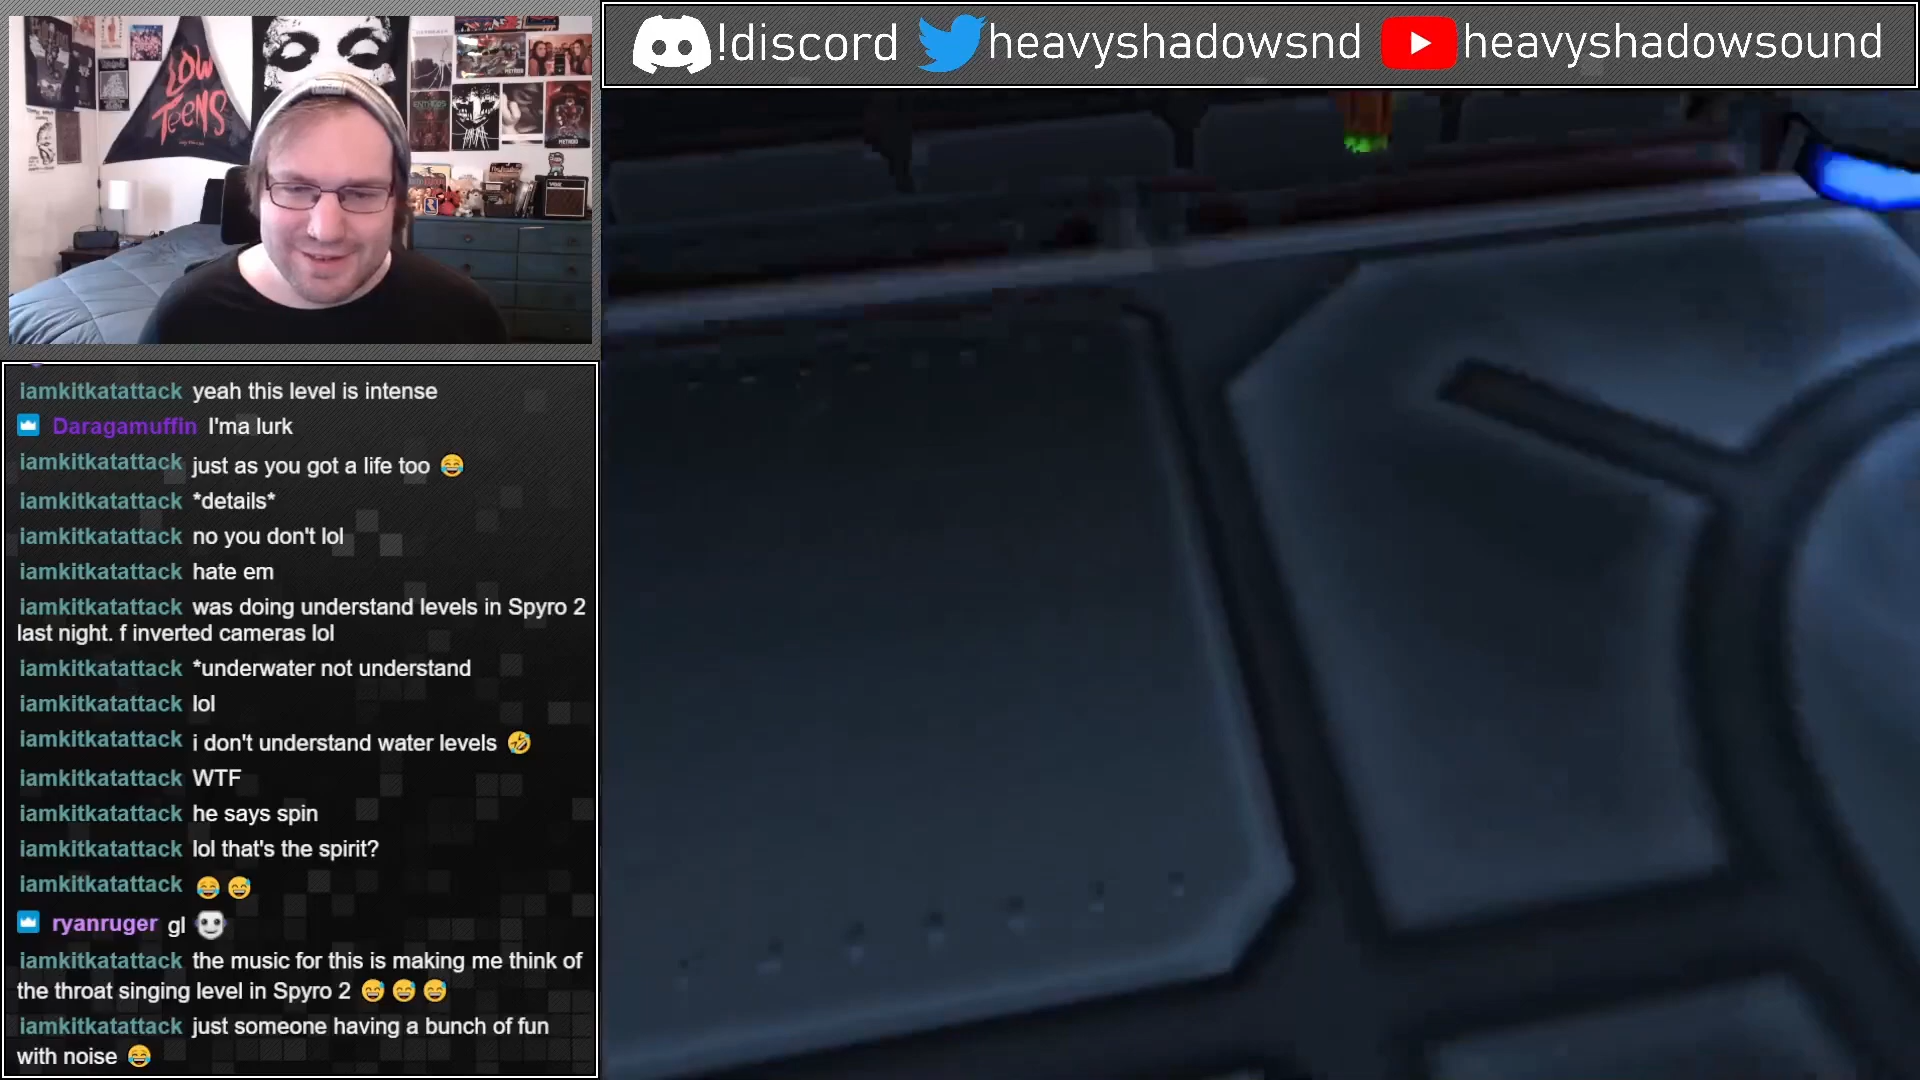 !discord heavyshadowsnd heavyshadowsound
LOW
TEENS
iamkitkatattack yeah this level is intense
Daragamuffin I'ma lurk
iamkitkatattack just as you got a life too 😂
iamkitkatattack *details*
iamkitkatattack no you don't lol
iamkitkatattack hate em
iamkitkatattack was doing understand levels in Spyro 2
last night. f inverted cameras lol
iamkitkatattack *underwater not understand
iamkitkatattack lol
iamkitkatattack i don't understand water levels 🤣
iamkitkatattack WTF
iamkitkatattack he says spin
iamkitkatattack lol that's the spirit?
iamkitkatattack 😂 😅
ryanruger gl
iamkitkatattack the music for this is making me think of
the throat singing level in Spyro 2 😅 😅 😅
iamkitkatattack just someone having a bunch of fun
with noise 😂